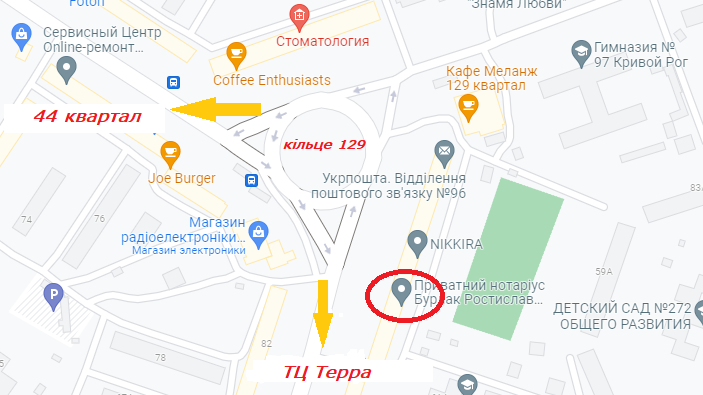 Foton
"Знамя Любви"
Сервисный Центр
Online-ремонт...
Стоматология
Гимназия №
97 Кривой Рог
Coffee Enthusiasts
Кафе Меланж
129 квартал
44 квартал
кільце 129
Joe Burger
Укрпошта. Відділення
поштового зв'язку №96
74
76
Магазин
радіоелектроніки...
Магазин электроники
NIKKIRA
59А
Приватний нотаріус
Ростислав...
P
ДЕТСКИЙ САД №272
ОБЩЕГО РАЗВИТИЯ
82
80
ТЦ Терра